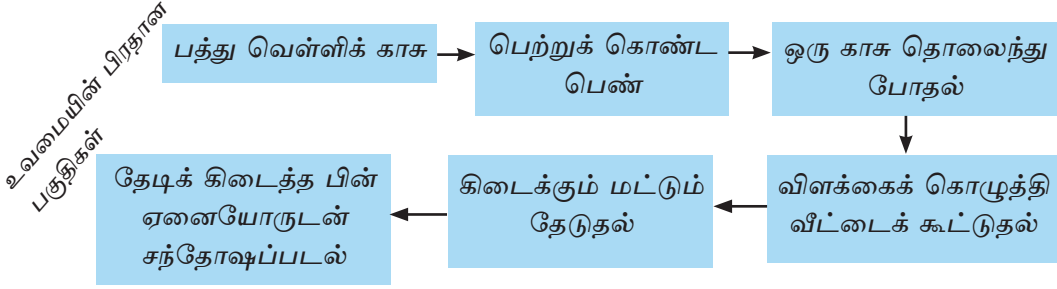 உவமையின் பிரதான
பகுதிகள்
பத்து வெள்ளிக் காசு
பெற்றுக் கொண்ட
பெண்
ஒரு காசு தொலைந்து
போதல்
விளக்கைக் கொழுத்தி
வீட்டைக் கூட்டுதல்
கிடைக்கும் மட்டும்
தேடுதல்
தேடிக் கிடைத்த பின்
ஏனையோருடன்
சந்தோஷப்படல்